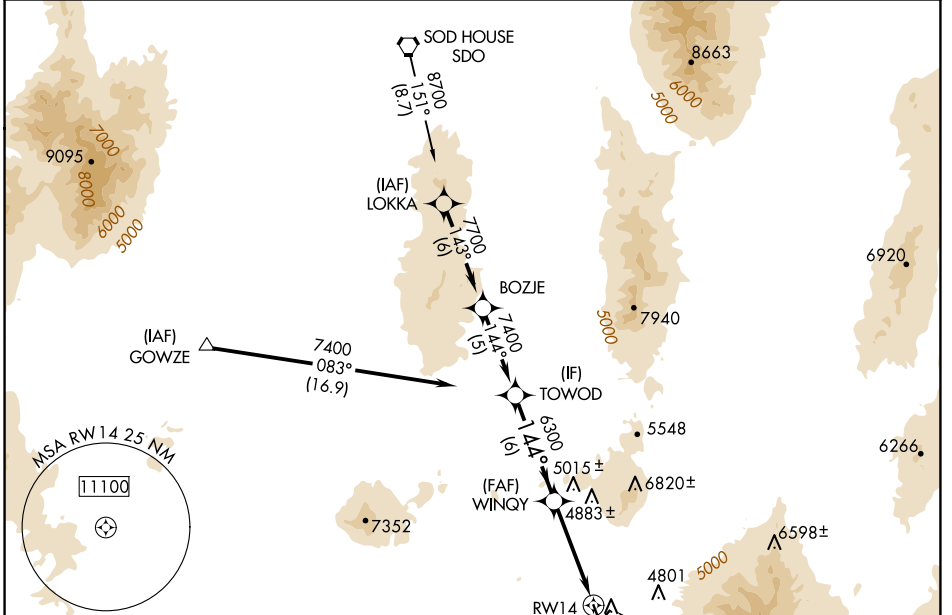 SOD HOUSE
SDO
8663
6000
5000
8700
151°
(8.7)
7000
9095
8000
6000
5000
(IAF)
LOKKA
7700
143°
(6)
6920
BOZJE
7940
5000
7400
144°
(5)
(IAF)
GOWZE
7400
083°
(16.9)
(IF)
TOWOD
6300
144°
(6)
5548
6266
MSA RW14 25 NM
11100
5015±
6820±
(FAF)
WINQY
4883±
7352
6598±
5000
4801
RW14